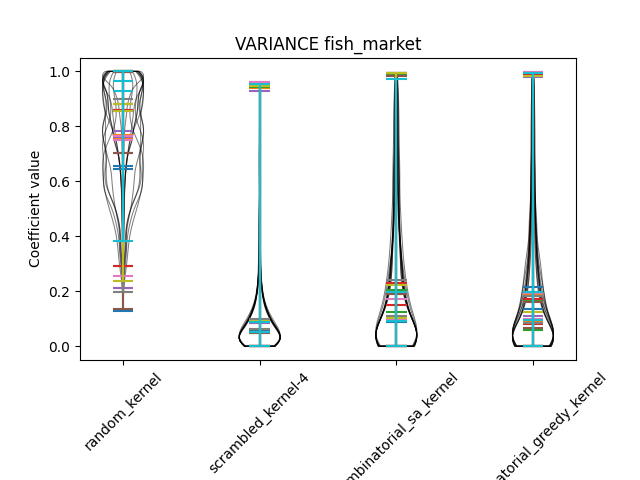 VARIANCE fish_market
Coefficient value
1.0
0.8
0.6
0.4
0.2
0.0
random_kernel
scrambled_kernel-4
mbinatorial_sa_kernel
atorial_greedy_kernel